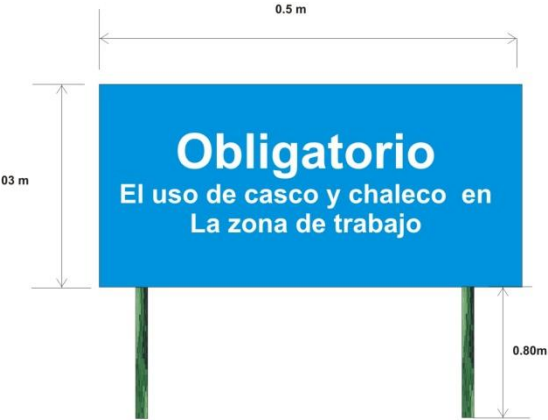 0.5 m
Obligatorio
03 m
El uso de casco y chaleco en
La zona de trabajo
0.80m